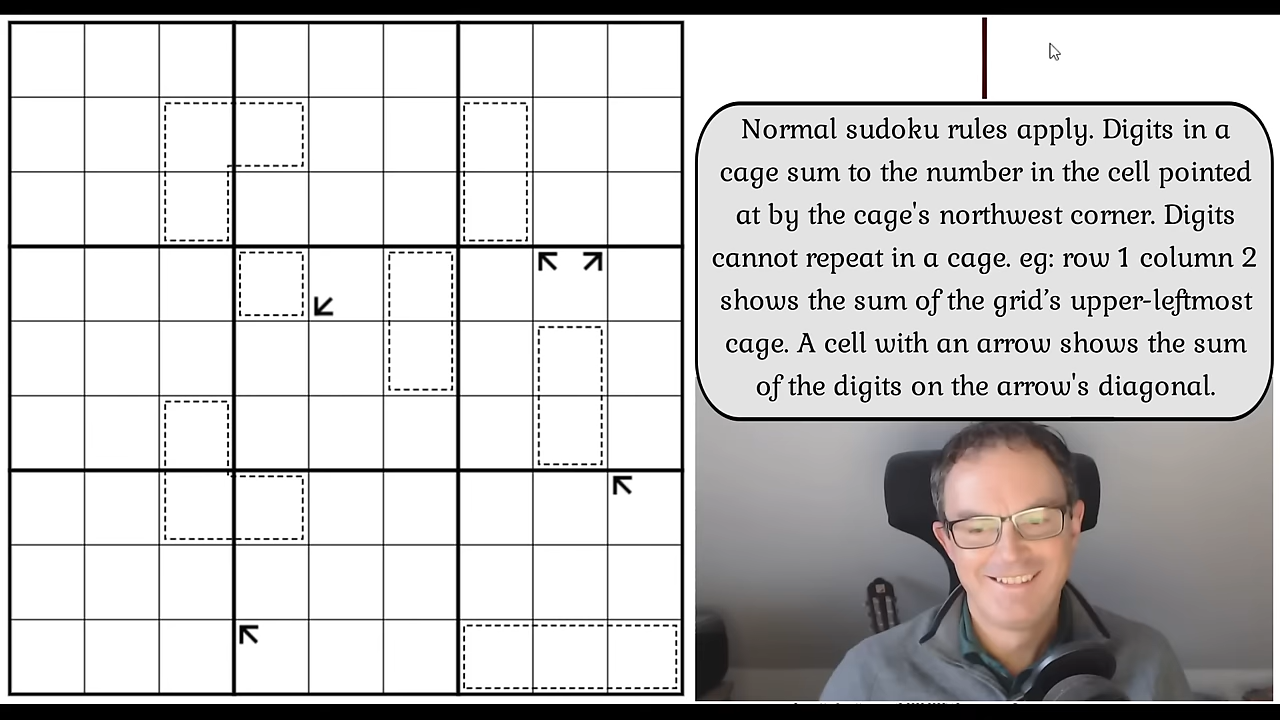 Normal sudoku rules apply. Digits in a
cage sum to the number in the cell pointed
at by the cage's northwest corner. Digits
cannot repeat in a cage. eg: row 1 column 2
shows the sum of the grid’s upper-leftmost
cage. A cell with an arrow shows the sum
of the digits on the arrow's diagonal.